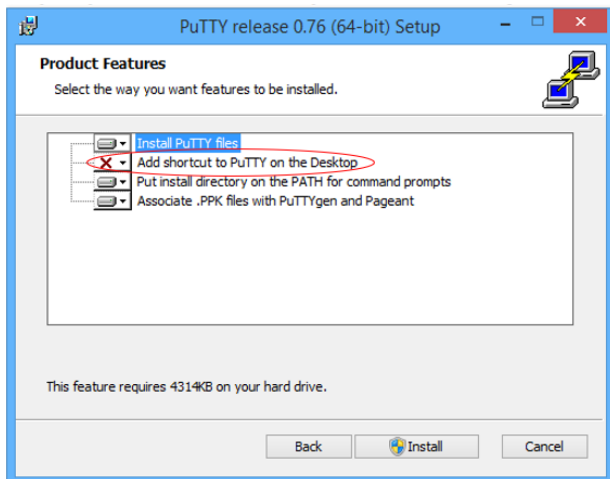 PuTTY release 0.76 (64-bit) Setup
Product Features
Select the way you want features to be installed.
Install PuTTY files
Add shortcut to PuTTY on the Desktop
Put install directory on the PATH for command prompts
Associate .PPK files with PuTTYgen and Pageant
This feature requires 4314KB on your hard drive.
Back
Install
Cancel